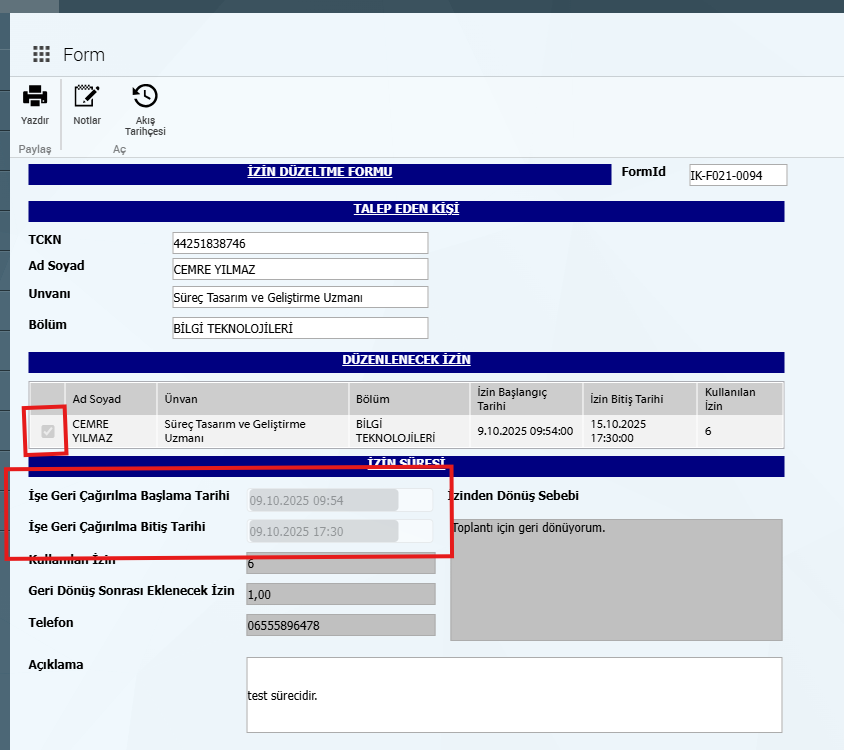 Form
Yazdır
Notlar
Akış
Tarihçesi
Paylaş
Aç
İZİN DÜZELTME FORMU
FormId
IK-F021-0094
TALEP EDEN KİŞİ
TCKN
44251838746
Ad Soyad
CEMRE YILMAZ
Unvanı
Süreç Tasarım ve Geliştirme Uzmanı
Bölüm
BİLGİ TEKNOLOJİLERİ
DÜZENLENECEK İZİN
Ad Soyad
Ünvan
Bölüm
İzin Başlangıç
Tarihi
İzin Bitiş Tarihi
Kullanılan
İzin
CEMRE
YILMAZ
Süreç Tasarım ve Geliştirme
Uzmanı
BİLGİ
TEKNOLOJİLERİ
9.10.2025 09:54:00
15.10.2025
17:30:00
6
İZİN SÜRESİ
İşe Geri Çağırılma Başlama Tarihi
09.10.2025 09:54
İzinden Dönüş Sebebi
İşe Geri Çağırılma Bitiş Tarihi
09.10.2025 17:30
Toplantı için geri dönüyorum.
Kullanılan İzin
6
Geri Dönüş Sonrası Eklenecek İzin
1,00
Telefon
06555896478
Açıklama
test sürecidir.